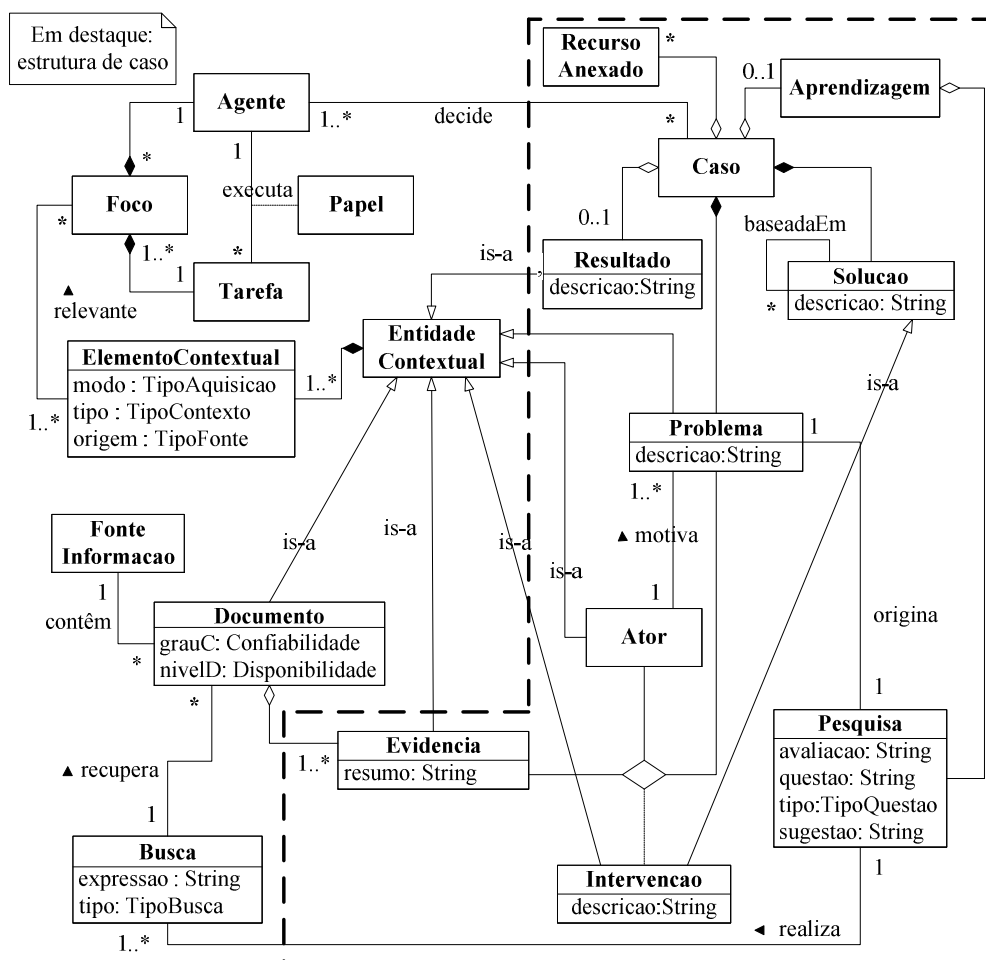 Em destaque:
estrutura de caso
Recurso
Anexado
*
0..1
Aprendizagem
Agente
1
1..*
decide
*
Caso
1
*
executa
Papel
Foco
*
1..*
1
*
Tarefa
▲
relevante
0..1
is-a
Resultado
descricao:String
baseadaEm
*
Solucao
descricao: String
Entidade
Contextual
ElementoContextual
modo : TipoAquisicao
tipo : TipoContexto
origem : TipoFonte
1..*
1..*
is-a
Problema
descricao:String
1
1..*
▲ motiva
1
is-a
is-a
is-a
is-a
Fonte
Informacao
1
contêm
*
Documento
grauC: Confiabilidade
nivelD: Disponibilidade
*
Ator
origina
1
Pesquisa
avaliacao: String
questao: String
tipo:TipoQuestao
sugestao: String
1
Evidencia
resumo: String
1..*
▲ recupera
1
Busca
expressao : String
tipo: TipoBusca
1..*
Intervencao
descricao:String
◄ realiza